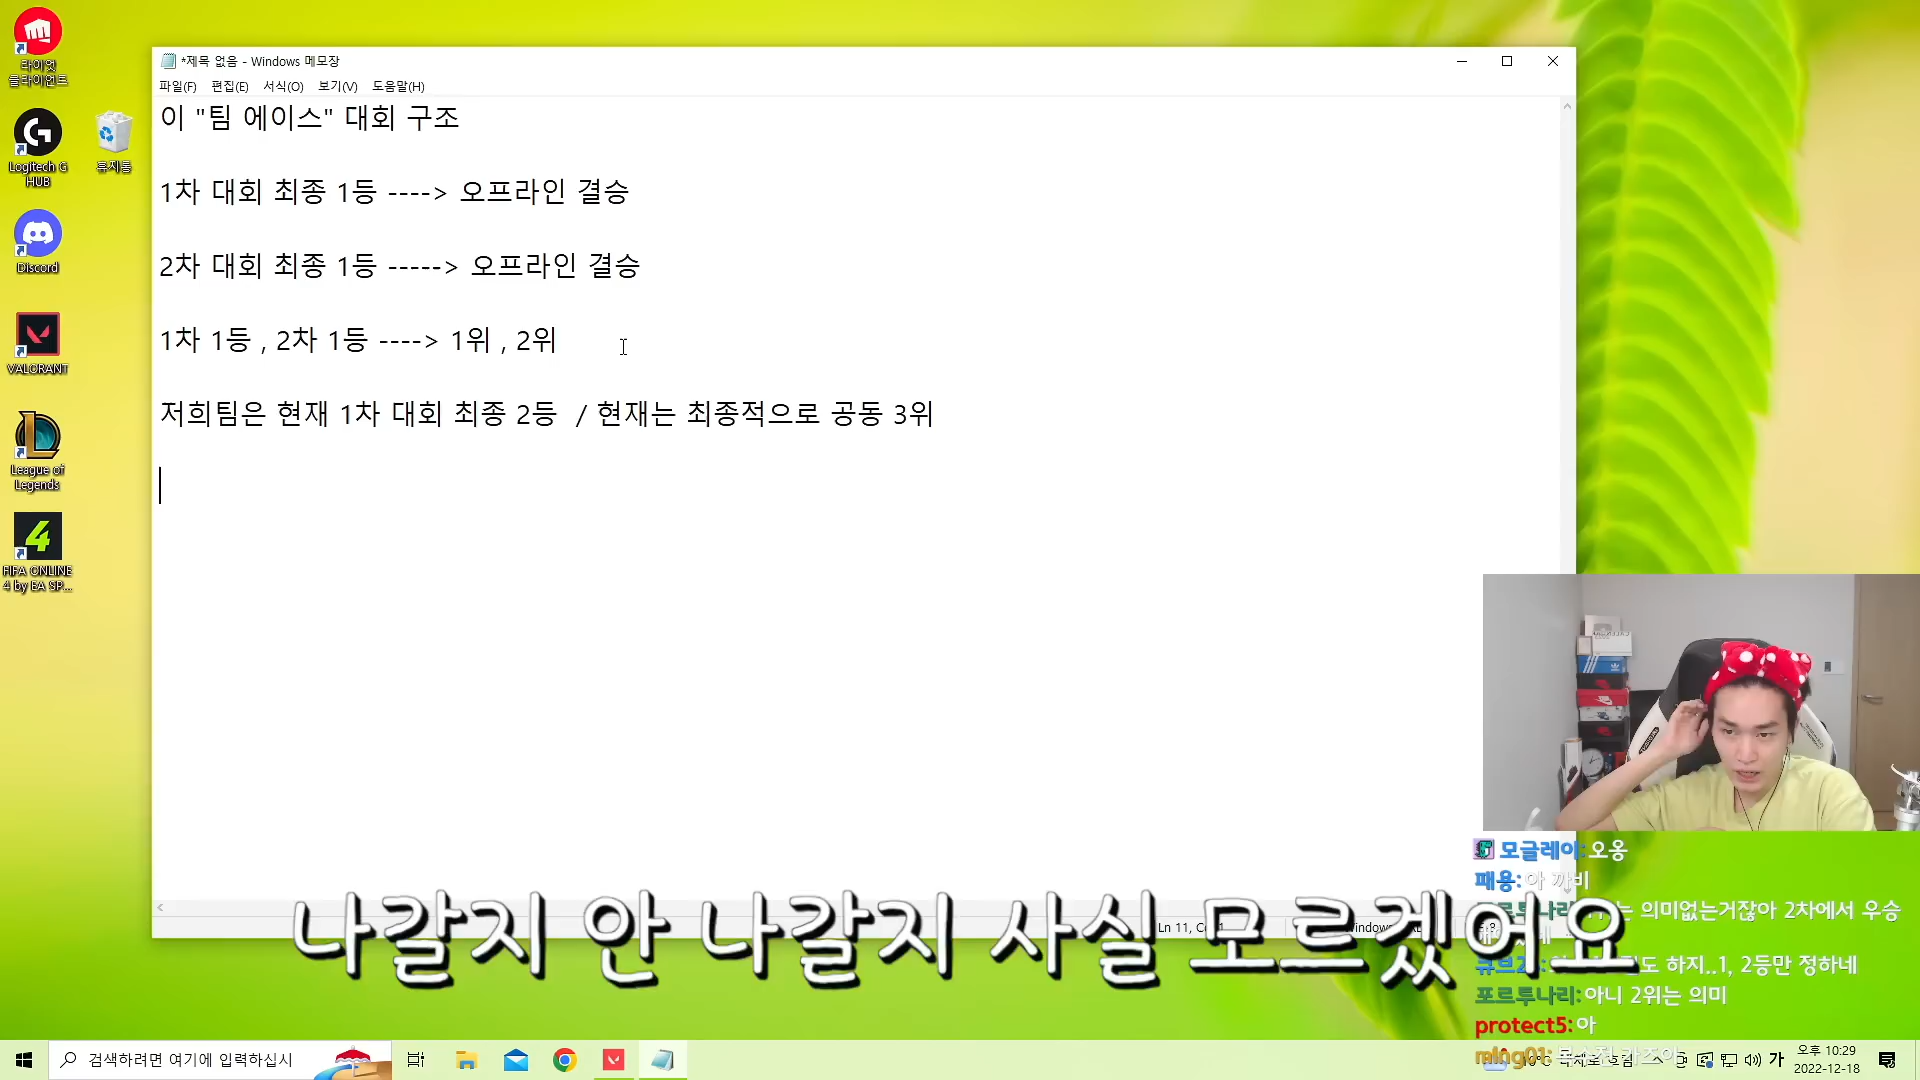 라이엇
클라이언트
Logitech G
HUB
휴지통
Discord
VALORANT
League of
Legends
FIFA ONLINE
4 by EA SP...
*제목 없음 - Windows 메모장
파일(F) 편집(E) 서식(O) 보기(V) 도움말(H)
이 "팀 에이스" 대회 구조
1차 대회 최종 1등 ----> 오프라인 결승
2차 대회 최종 1등 -----> 오프라인 결승
1차 1등 , 2차 1등 ----> 1위 , 2위
저희팀은 현재 1차 대회 최종 2등 / 현재는 최종적으로 공동 3위
Ln 11,
나갈지 안 나갈지 사실 모르겠어요
모글레이: 오옹
패용: 아 까비
의미없는거잖아 2차에서 우승
도 하지..1, 2등만 정하네
포르투나리: 아니 2위는 의미
protect5: 아
ming01:
검색하려면 여기에 입력하십시
가
오후 10:29
2022-12-18